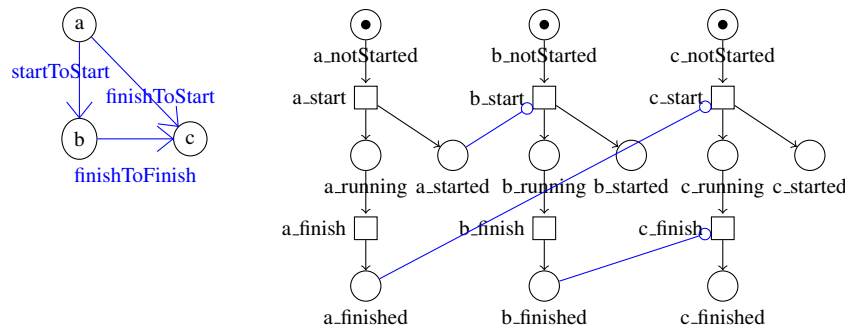 a
startToStart
finishToStart
b
c
finishToFinish
a_notStarted
b_notStarted
c_notStarted
a_start
b_start
c_start
a_running
a_started
b_running
b_started
c_running
c_started
a_finish
b_finish
c_finish
a_finished
b_finished
c_finished